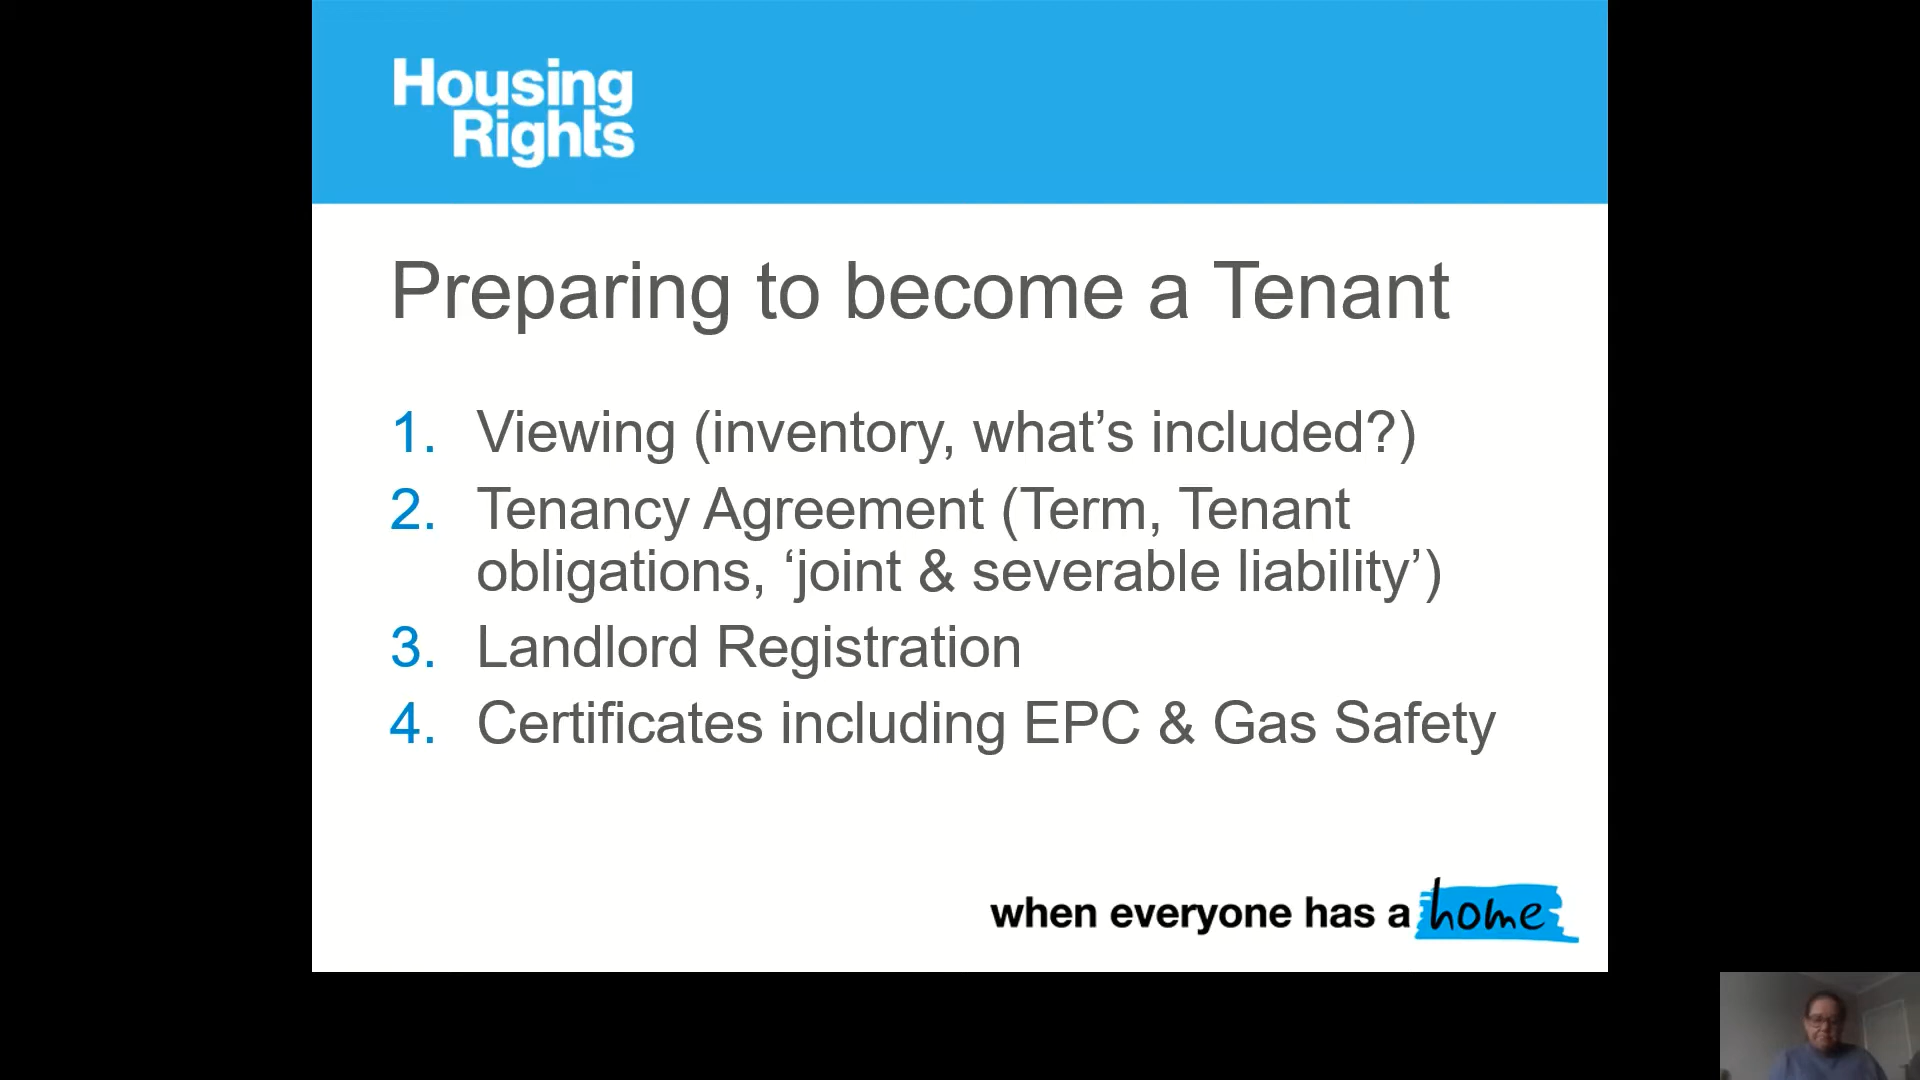 Housing
Rights
Preparing to become a Tenant
1. Viewing (inventory, what’s included?)
2. Tenancy Agreement (Term, Tenant
obligations, ‘joint & severable liability’)
3. Landlord Registration
4. Certificates including EPC & Gas Safety
when everyone has a home